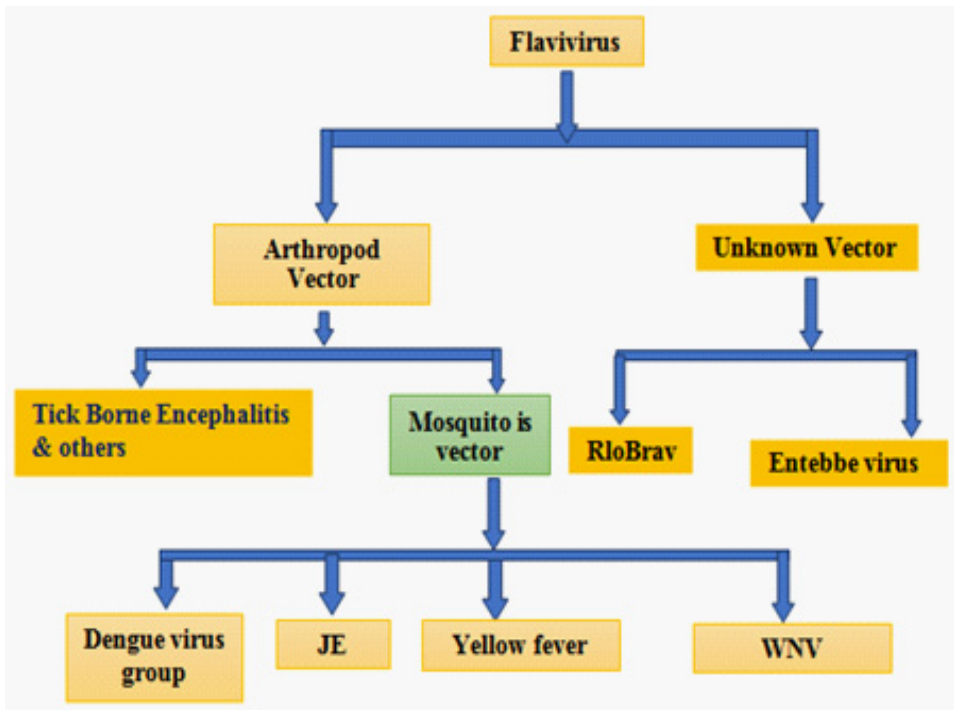 Flavivirus
Arthropod
Vector
Unknown Vector
Tick Borne Encephalitis
& others
Mosquito is
vector
RloBrav
Entebbe virus
Dengue virus
group
JE
Yellow fever
WNV